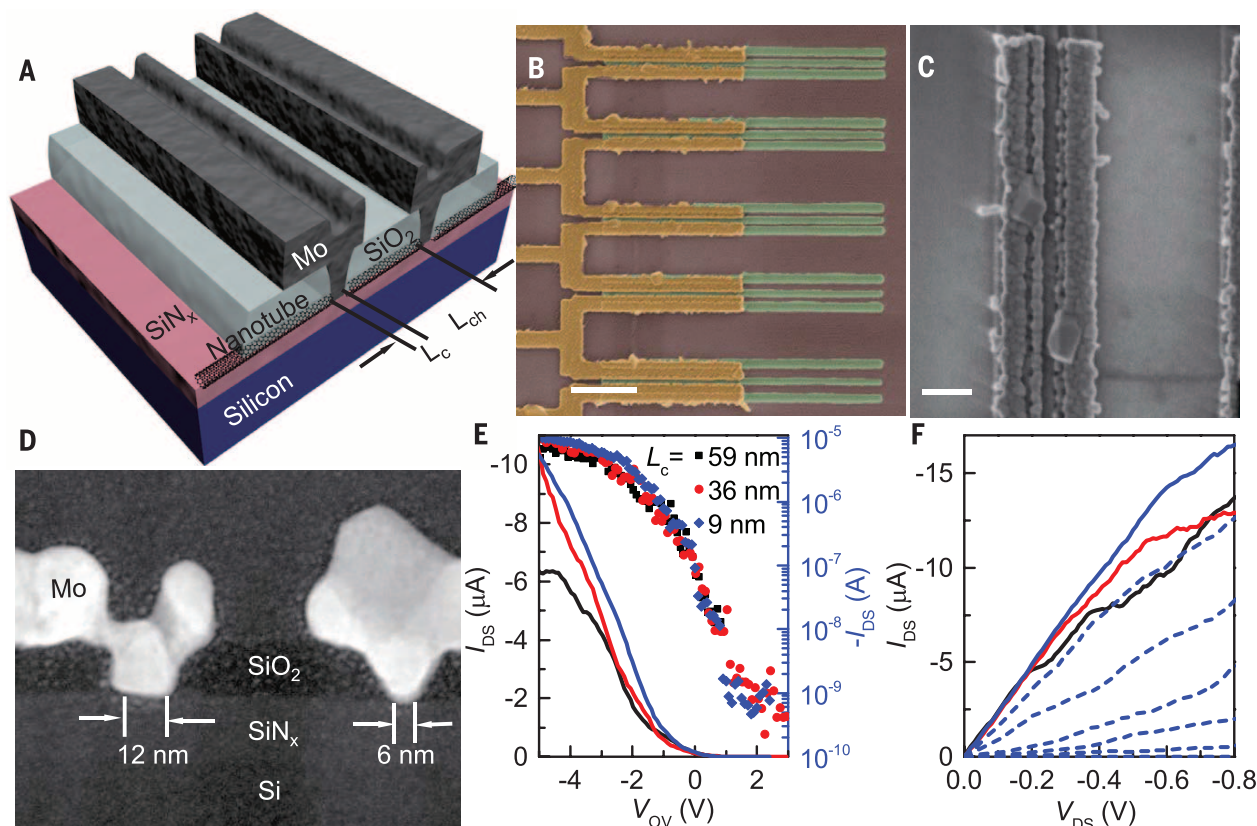 A
Mo
SiO2
SiNx
Nanotube
Lch
Lc
Silicon
B
C
D
Mo
SiO2
12 nm
SiNx
6 nm
Si
E
Lc = 59 nm
36 nm
9 nm
IDS (µA)
-10
-8
-6
-4
-2
0
-4 -2 0 2
VOV (V)
10-5
10-6
10-7
10-8
10-9
10-10
-IDS (A)
F
IDS (µA)
-15
-10
-5
0
0.0 -0.2 -0.4 -0.6 -0.8
VDS (V)